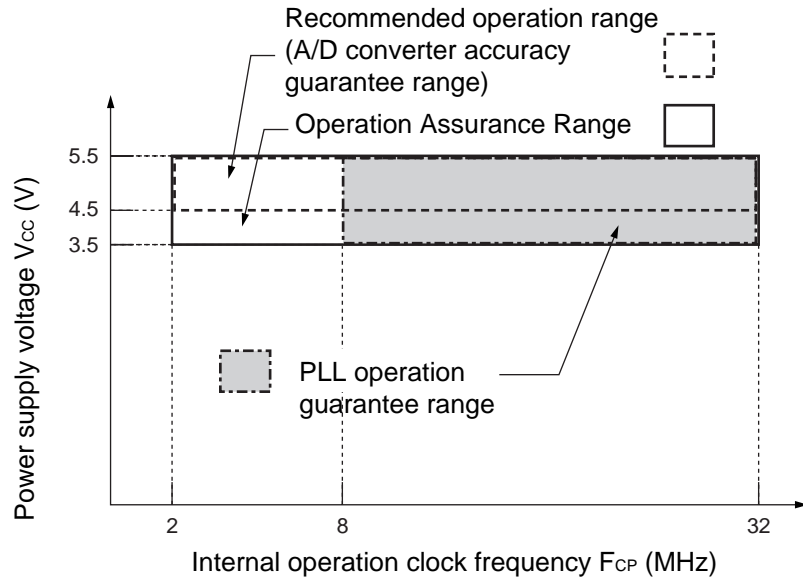 Recommended operation range
(A/D converter accuracy
guarantee range)
Operation Assurance Range
5.5
4.5
3.5
Power supply voltage VCC (V)
PLL operation
guarantee range
2
8
32
Internal operation clock frequency FCP (MHz)